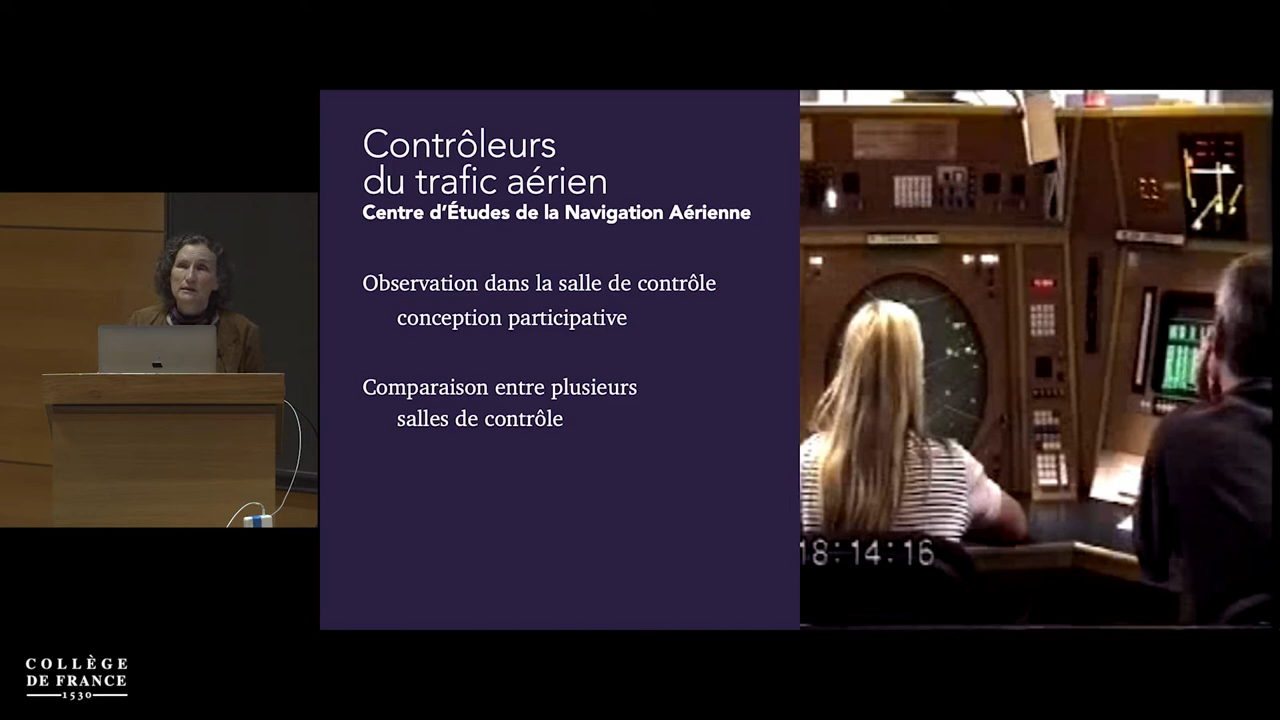 Contrôleurs
du trafic aérien
Centre d'Études de la Navigation Aérienne
Observation dans la salle de contrôle
conception participative
Comparaison entre plusieurs
salles de contrôle
18:14:16
COLLÈGE
DE FRANCE
1530